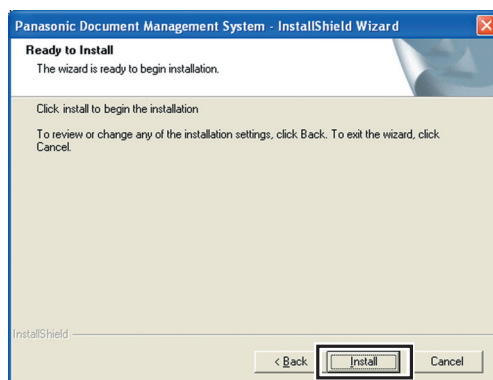 Panasonic Document Management System - InstallShield Wizard
Ready to Install
The wizard is ready to begin installation.
Click install to begin the installation
To review or change any of the installation settings, click Back. To exit the wizard, click
Cancel.
InstallShield
< Back Install Cancel